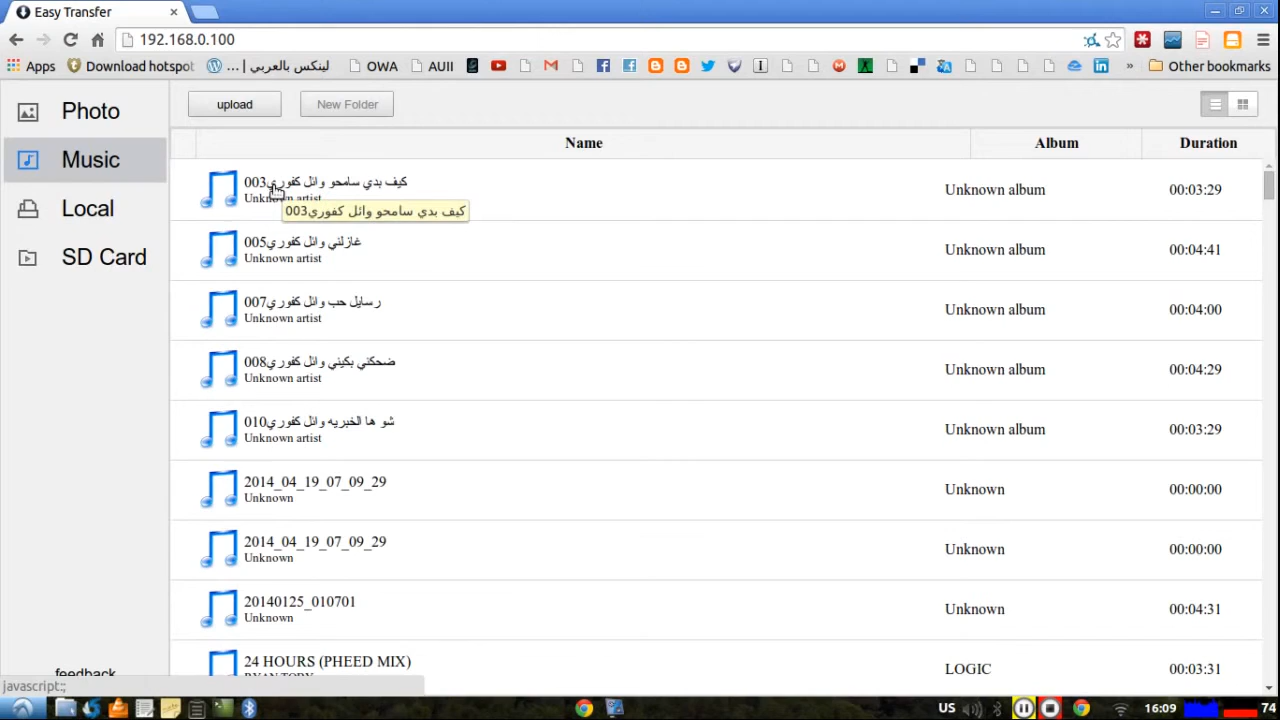 Easy Transfer
192.168.0.100
Apps
Download hotspot
لينكس بالعربي | ...
OWA
AUII
»
Other bookmarks
Photo
Music
Local
SD Card
feedback
upload
New Folder
Name
Album
Duration
كيف بدي سامحو وائل كفوري003
Unknown artist
Unknown album
00:03:29
كيف بدي سامحو وائل كفوري003
غازلني وائل كفوري005
Unknown artist
Unknown album
00:04:41
رسايل حب وائل كفوري007
Unknown artist
Unknown album
00:04:00
ضحكني بكيني وائل كفوري008
Unknown artist
Unknown album
00:04:29
شو ها الخبريه وائل كفوري010
Unknown artist
Unknown album
00:03:29
2014_04_19_07_09_29
Unknown
Unknown
00:00:00
2014_04_19_07_09_29
Unknown
Unknown
00:00:00
20140125_010701
Unknown
Unknown
00:04:31
24 HOURS (PHEED MIX)
LOGIC
00:03:31
javascript:;
US
16:09
74